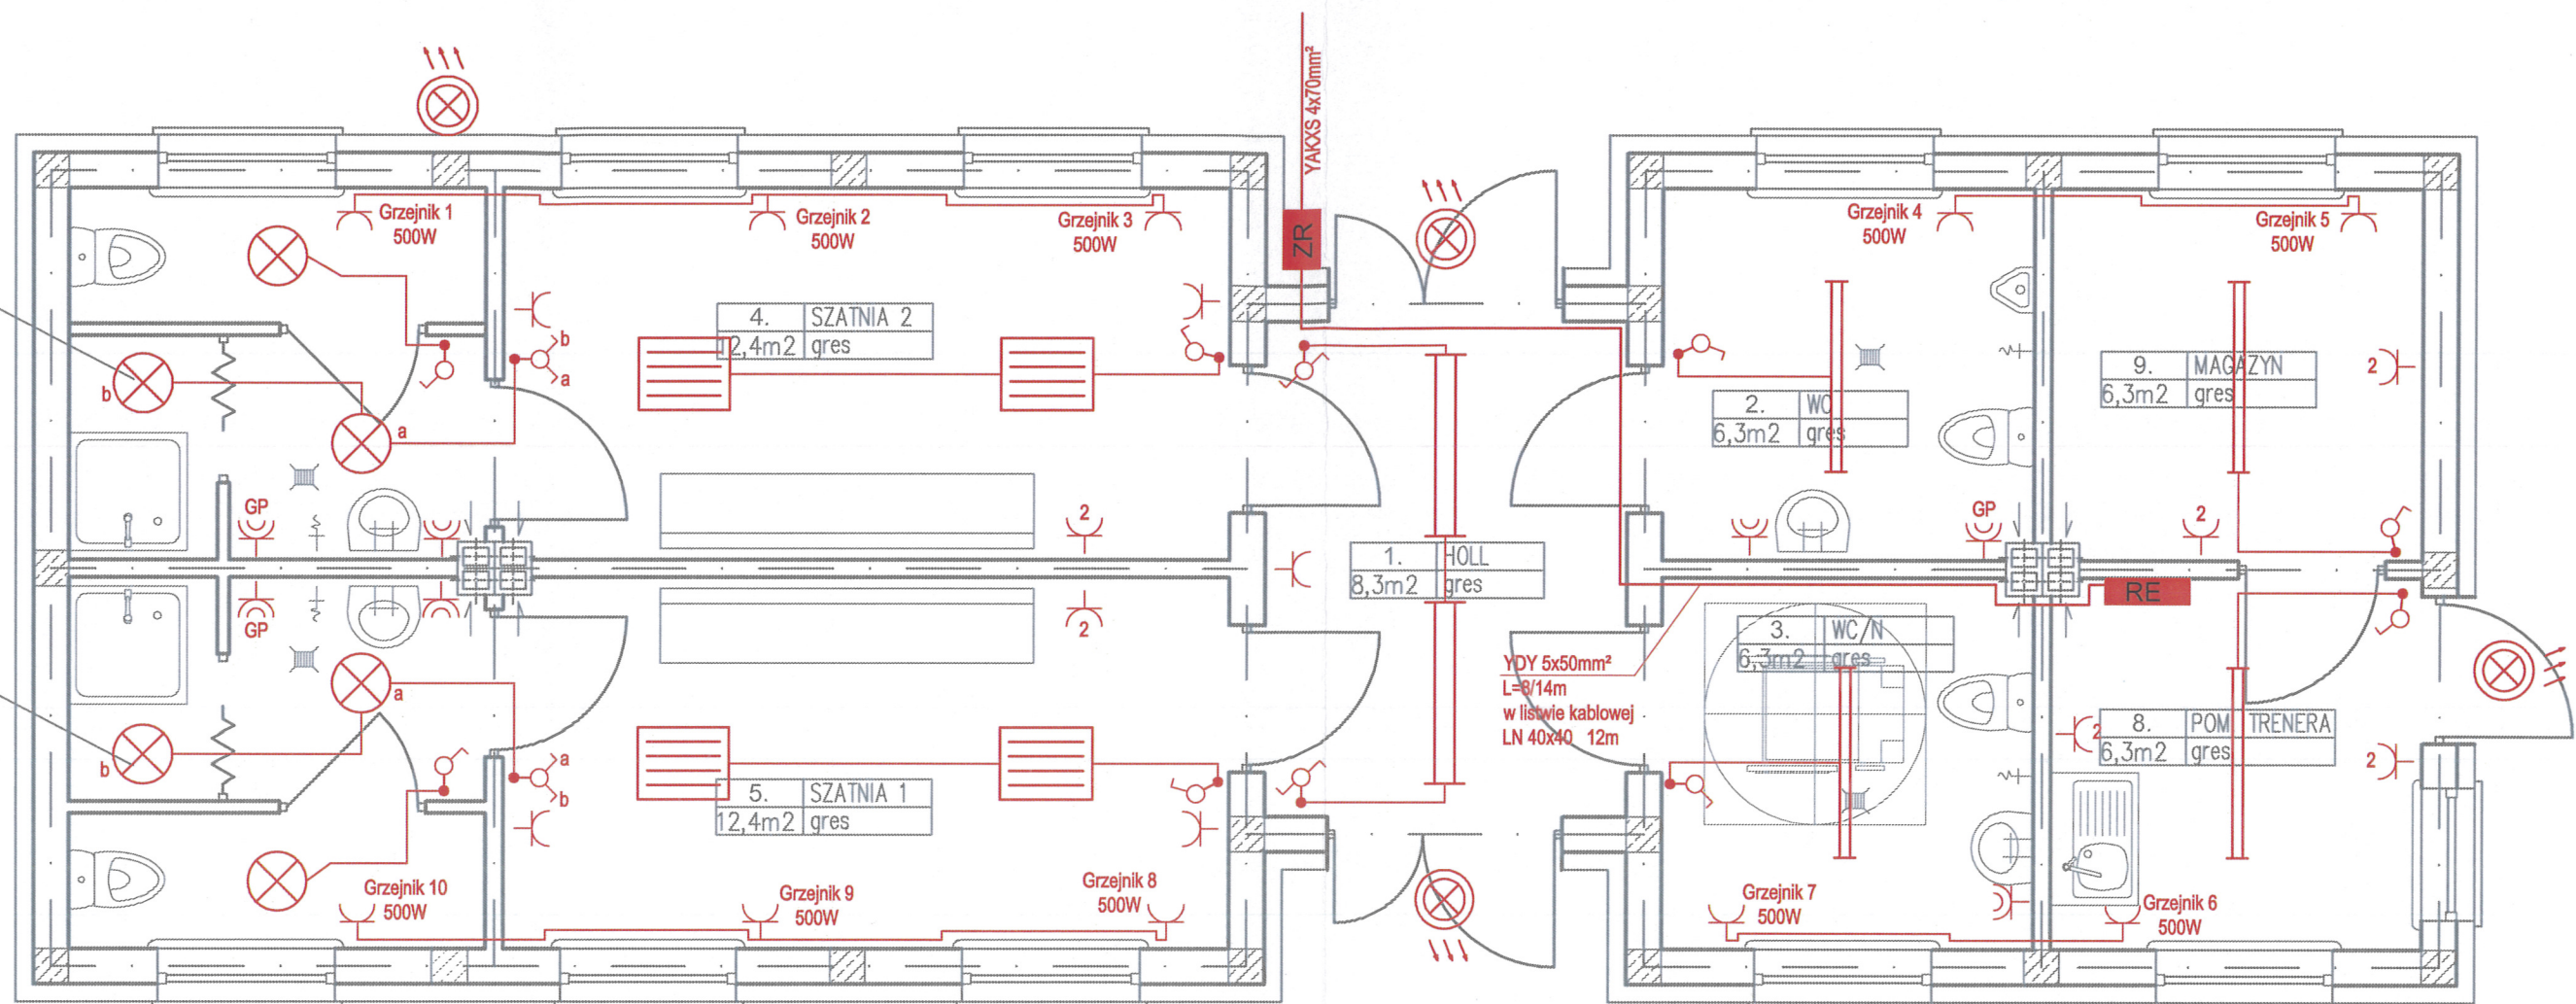 YAKXS 4x70mm²
ZR
Grzejnik 1
500W
Grzejnik 2
500W
Grzejnik 3
500W
Grzejnik 4
500W
Grzejnik 5
500W
4. SZATNIA 2
12,4m2 gres
b
a
b
a
2. WC
6,3m2 gres
9. MAGAZYN
6,3m2 gres
2
GP
2
GP
2
1. HOLL
8,3m2 gres
RE
GP
2
3. WC/N
6,3m2 gres
YDY 5x50mm²
L=8/14m
w listwie kablowej
LN 40x40 12m
8. POM TRENERA
6,3m2 gres
2
2
a
b
a
b
5. SZATNIA 1
12,4m2 gres
Grzejnik 10
500W
Grzejnik 9
500W
Grzejnik 8
500W
Grzejnik 7
500W
Grzejnik 6
500W